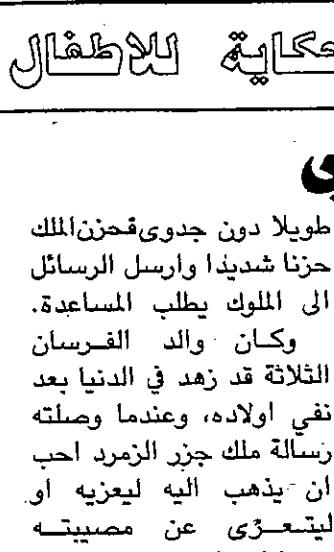 حكاية للاطفال
ي
طويلا دون جدوى فحزن الملك
حزنا شديدا وارسل الرسائل
الى الملوك يطلب المساعدة.
وكان والد الفرسان
الثلاثة قد زهد في الدنيا بعد
نفي اولاده، وعندما وصلته
رسالة ملك جزر الزمرد احب
ان يذهب اليه ليعزيه او
ليتعزى عن مصيبته